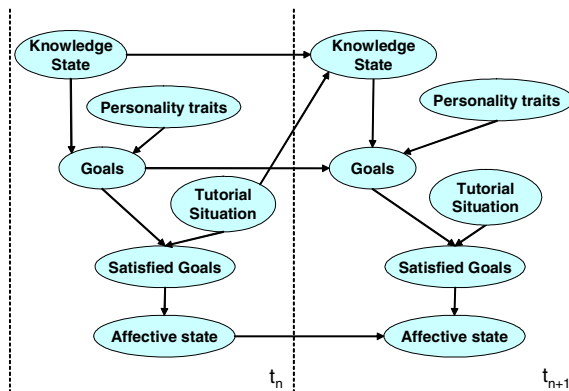 Knowledge
State
Personality traits
Goals
Tutorial
Situation
Satisfied Goals
Affective state
tn
Knowledge
State
Personality traits
Goals
Tutorial
Situation
Satisfied Goals
Affective state
tn+1